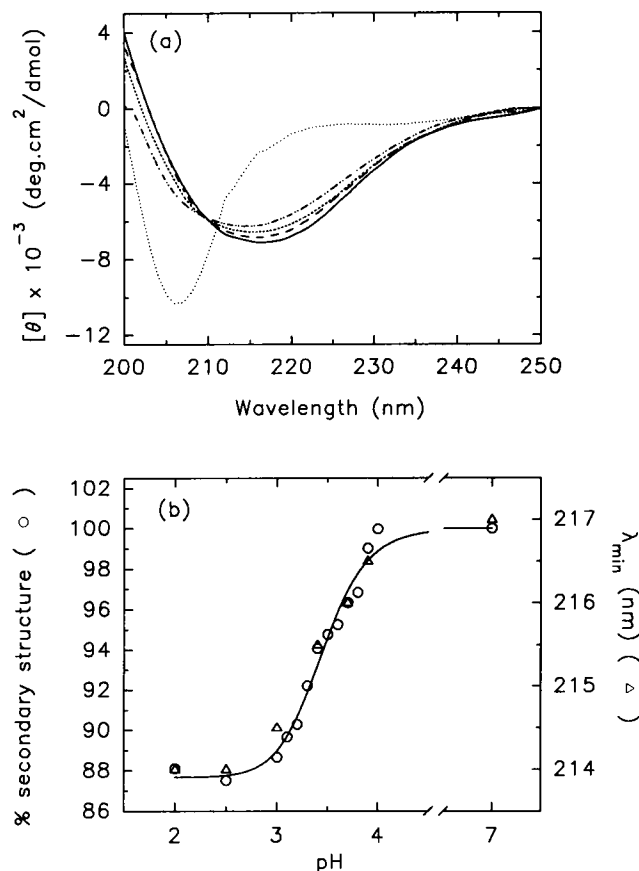 (a)
4
0
−4
−8
−12
[θ] x 10⁻³ (deg.cm²/dmol)
200 210 220 230 240 250
Wavelength (nm)
(b)
102
100
98
96
94
92
90
88
86
% secondary structure ( ○ )
217
216
215
214
λmin (nm) ( △ )
2 3 4 7
pH